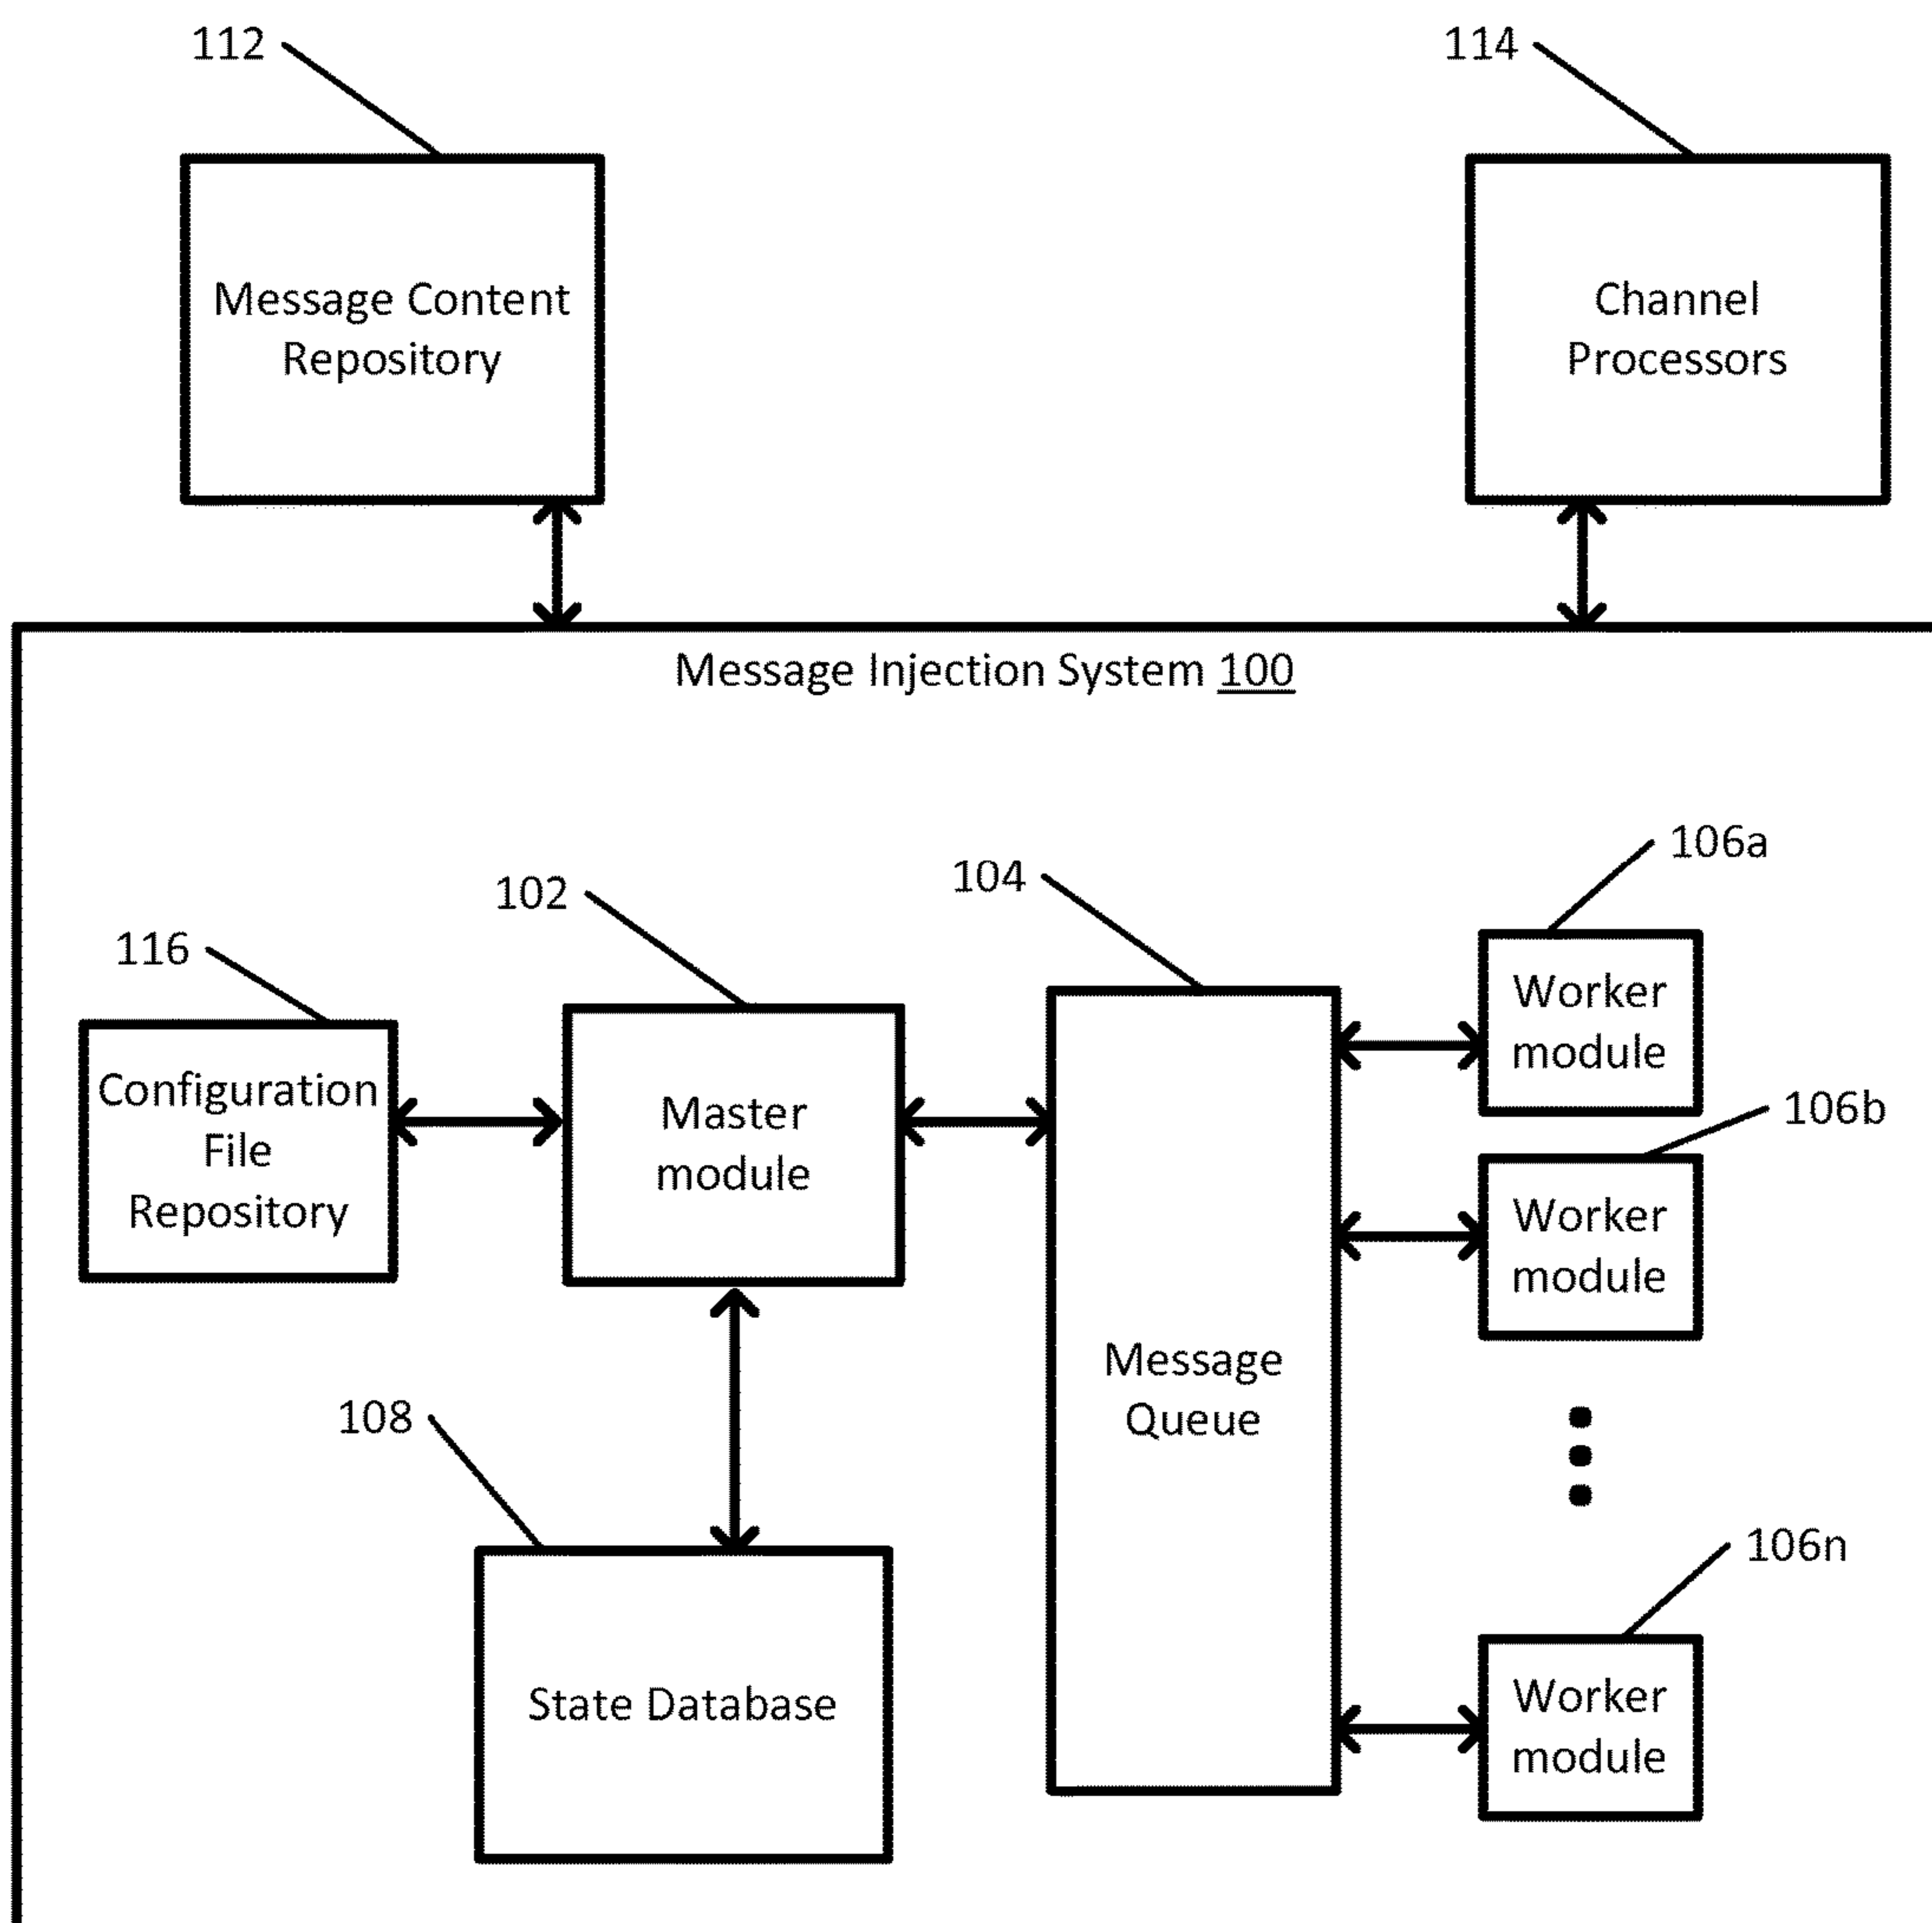 112
114
Message Content
Repository
Channel
Processors
Message Injection System 100
106a
104
102
116
Worker
module
Configuration
File
Repository
Master
module
106b
Worker
module
Message
Queue
108
106n
State Database
Worker
module